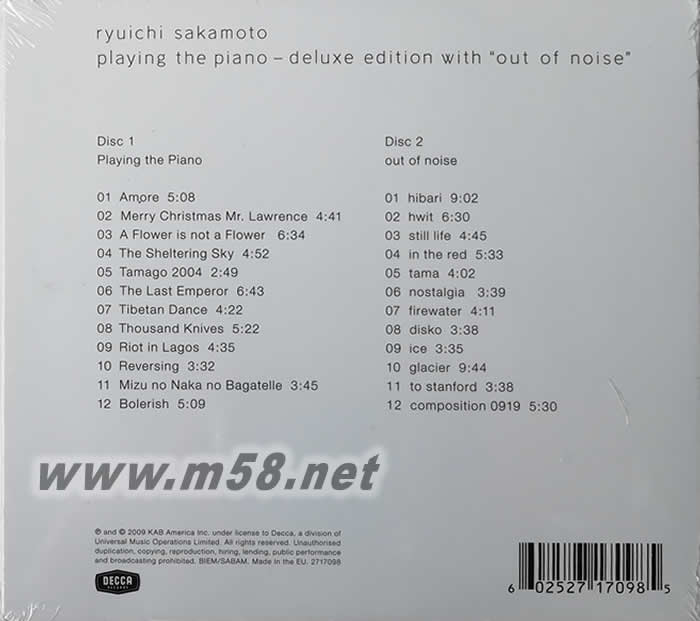 ryuichi sakamoto
playing the piano – deluxe edition with "out of noise"
Disc 1
Playing the Piano
01 Amore 5:08
02 Merry Christmas Mr. Lawrence 4:41
03 A Flower is not a Flower 6:34
04 The Sheltering Sky 4:52
05 Tamago 2004 2:49
06 The Last Emperor 6:43
07 Tibetan Dance 4:22
08 Thousand Knives 5:22
09 Riot in Lagos 4:35
10 Reversing 3:32
11 Mizu no Naka no Bagatelle 3:45
12 Bolerish 5:09
Disc 2
out of noise
01 hibari 9:02
02 hwit 6:30
03 still life 4:45
04 in the red 5:33
05 tama 4:02
06 nostalgia 3:39
07 firewater 4:11
08 disko 3:38
09 ice 3:35
10 glacier 9:44
11 to stanford 3:38
12 composition 0919 5:30
www.m58.net
℗ and © 2009 KAB America Inc. under license to Decca, a division of
Universal Music Operations Limited. All rights reserved. Unauthorised
duplication, copying, reproduction, hiring, lending, public performance
and broadcasting prohibited. BIEM/SABAM. Made in the EU. 2717098
DECCA
RECORDS
6 02527 17098 5